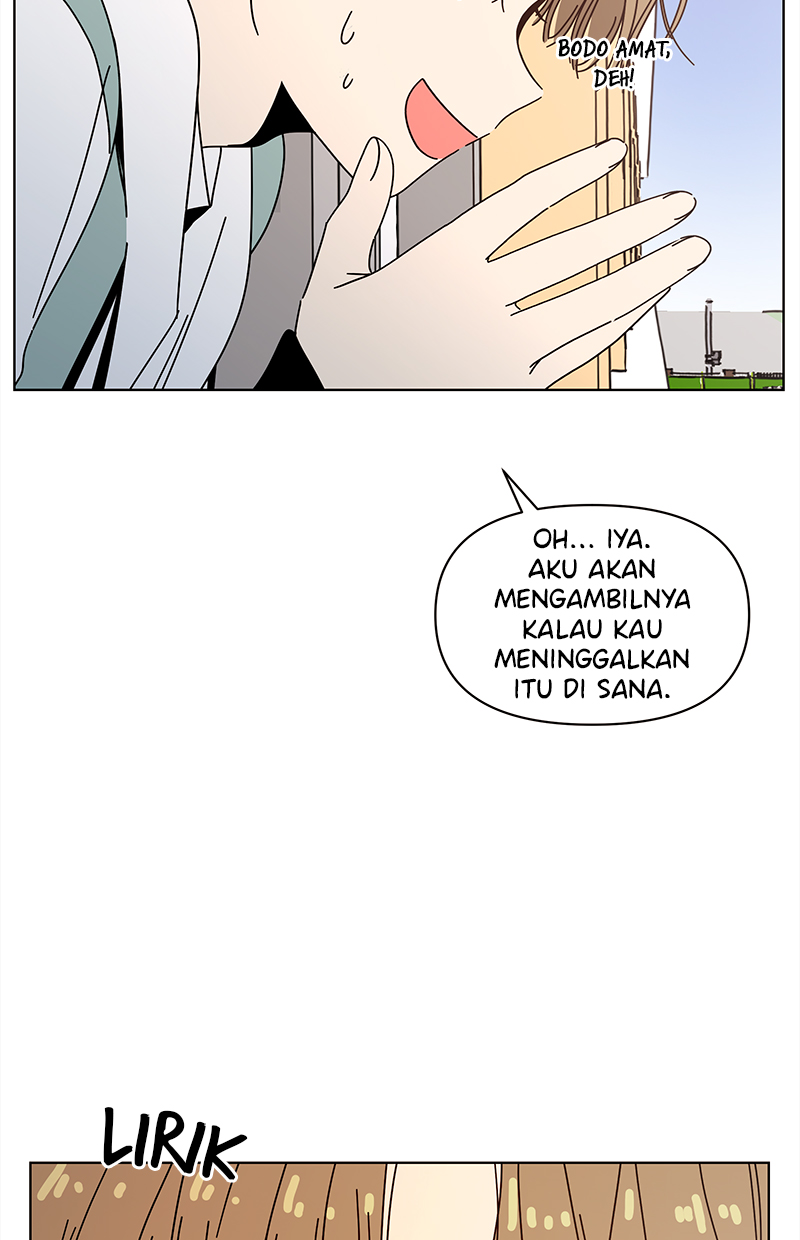 BODO AMAT,
DEH!
OH... IYA.
AKU AKAN
MENGAMBILNYA
KALAU KAU
MENINGGALKAN
ITU DI SANA.
LIRIK